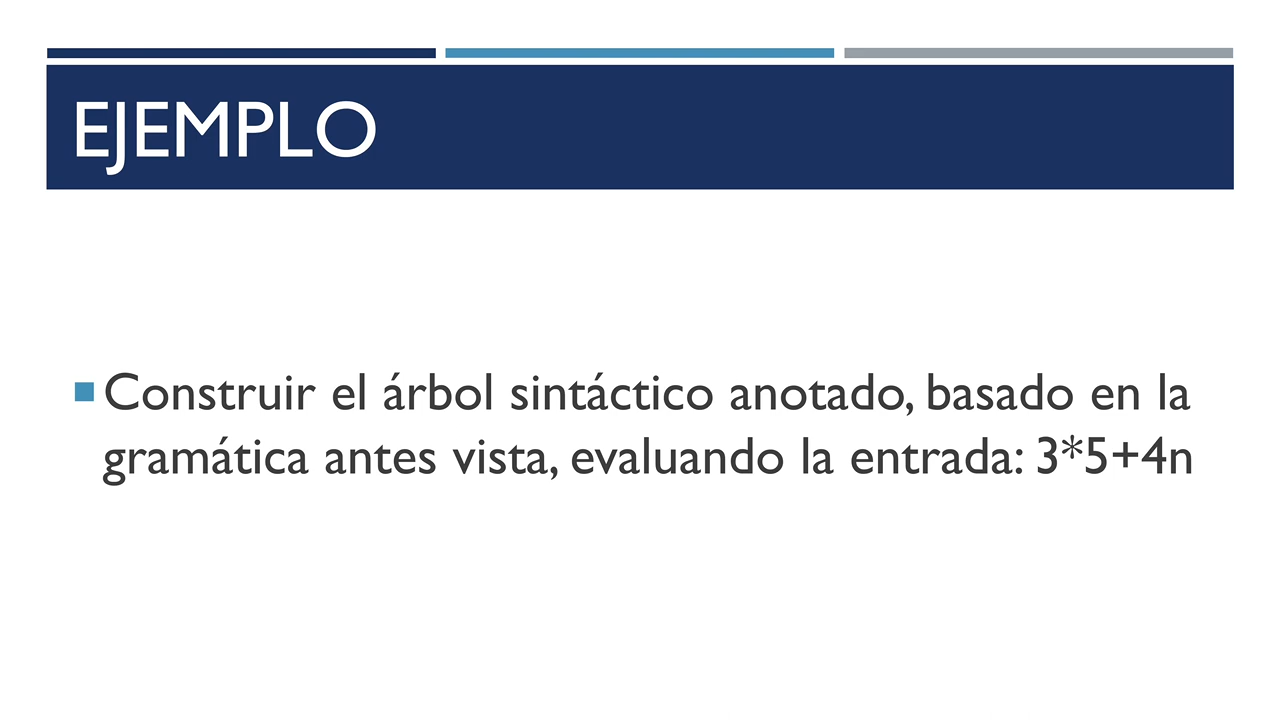 EJEMPLO
Construir el árbol sintáctico anotado, basado en la
gramática antes vista, evaluando la entrada: 3*5+4n